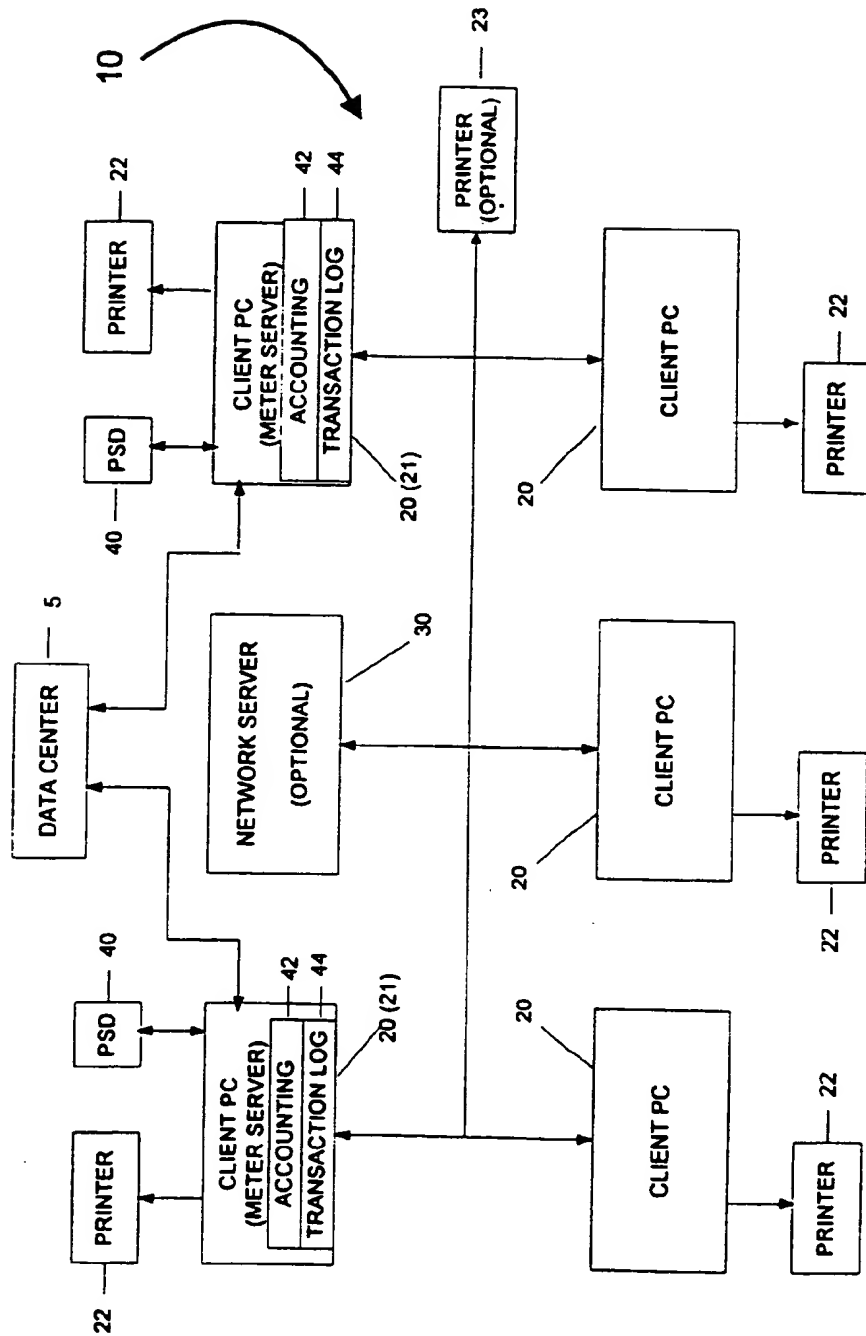 10
DATA CENTER
5
PRINTER
22
PSD
40
CLIENT PC
(METER SERVER)
ACCOUNTING
42
TRANSACTION LOG
44
20 (21)
NETWORK SERVER
(OPTIONAL)
30
PSD
40
PRINTER
22
CLIENT PC
(METER SERVER)
ACCOUNTING
42
TRANSACTION LOG
44
20 (21)
PRINTER
(OPTIONAL)
23
20
CLIENT PC
PRINTER
22
20
CLIENT PC
PRINTER
22
20
CLIENT PC
PRINTER
22